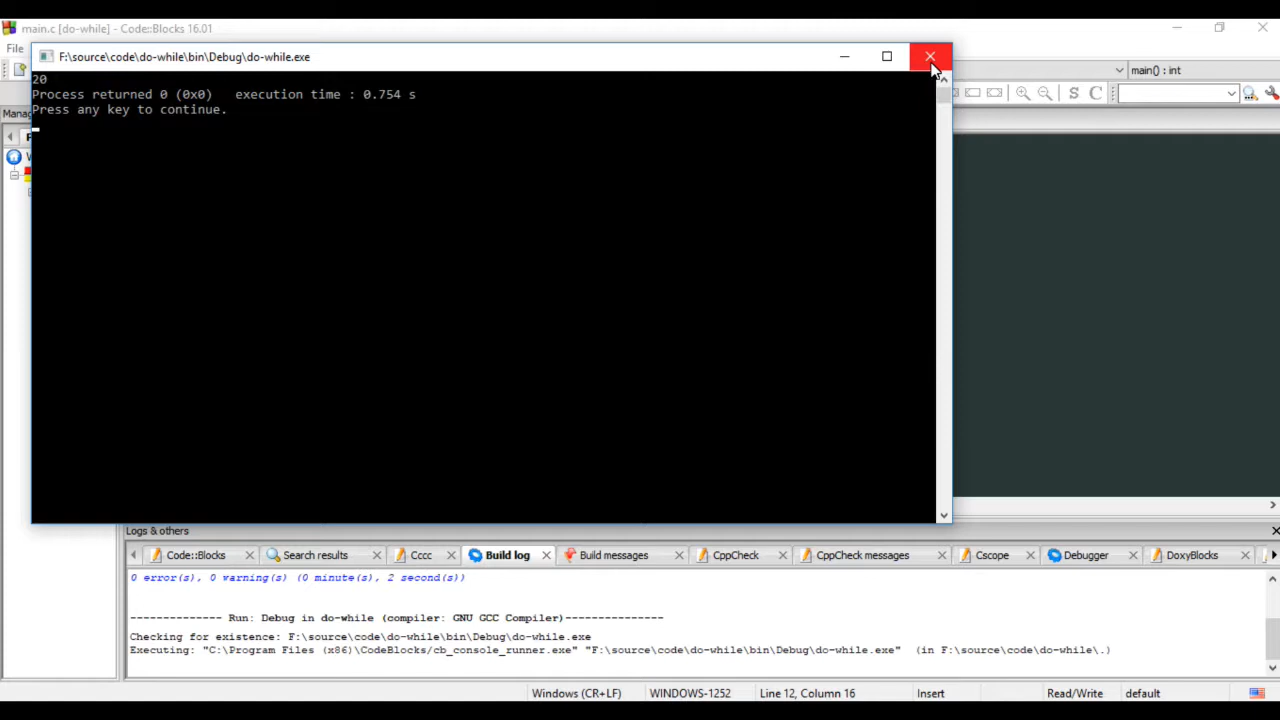 main.c [do-while] - Code::Blocks 16.01
File
F:\source\code\do-while\bin\Debug\do-while.exe
main() : int
S C
20
Process returned 0 (0x0)   execution time : 0.754 s
Press any key to continue.
Manag
Logs & others
Code::Blocks
Search results
Cccc
Build log
Build messages
CppCheck
CppCheck messages
Cscope
Debugger
DoxyBlocks
0 error(s), 0 warning(s) (0 minute(s), 2 second(s))
-------------- Run: Debug in do-while (compiler: GNU GCC Compiler)---------------
Checking for existence: F:\source\code\do-while\bin\Debug\do-while.exe
Executing: "C:\Program Files (x86)\CodeBlocks/cb_console_runner.exe" "F:\source\code\do-while\bin\Debug\do-while.exe"  (in F:\source\code\do-while\.)
Windows (CR+LF)
WINDOWS-1252
Line 12, Column 16
Insert
Read/Write
default